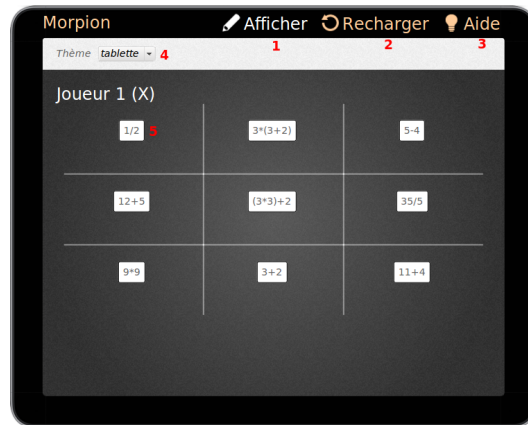 Morpion Afficher Recharger Aide
1 2 3
Thème tablette 4
Joueur 1 (X)
1/2 5 3*(3+2) 5-4
12+5 (3*3)+2 35/5
9*9 3+2 11+4